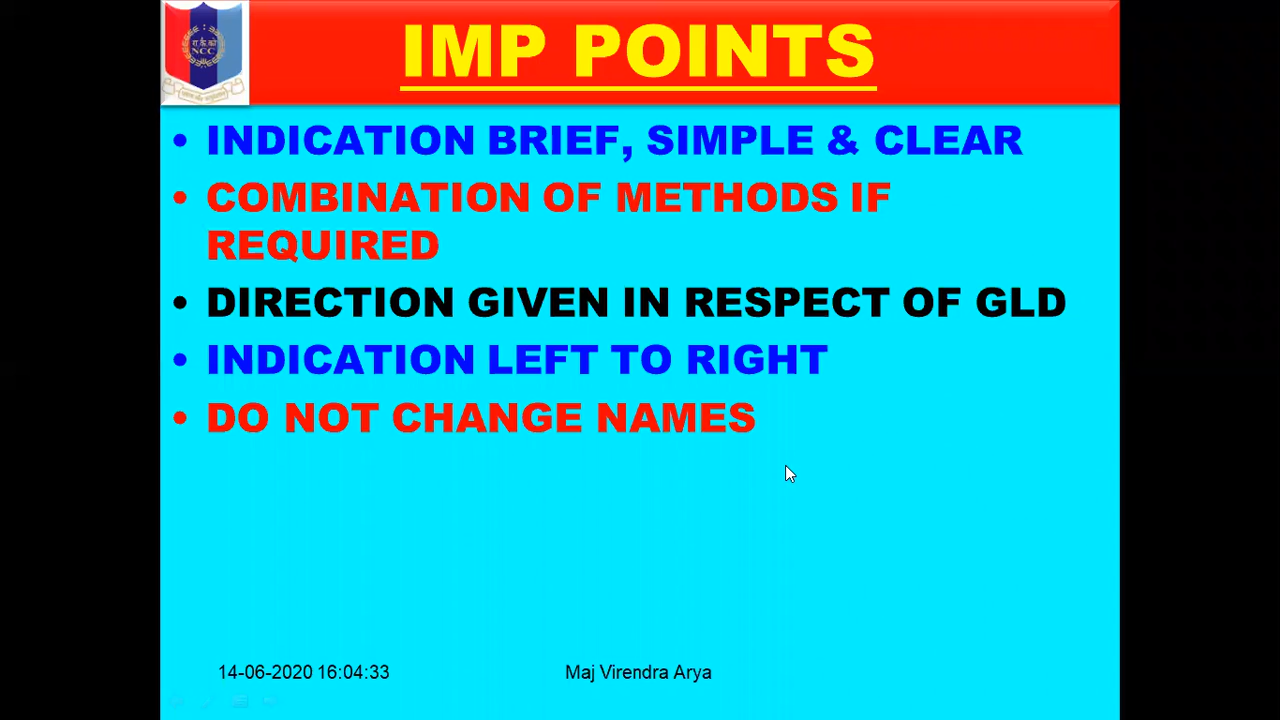 रा.कै.को
NCC
IMP POINTS
• INDICATION BRIEF, SIMPLE & CLEAR
• COMBINATION OF METHODS IF
REQUIRED
• DIRECTION GIVEN IN RESPECT OF GLD
• INDICATION LEFT TO RIGHT
• DO NOT CHANGE NAMES
14-06-2020 16:04:33
Maj Virendra Arya